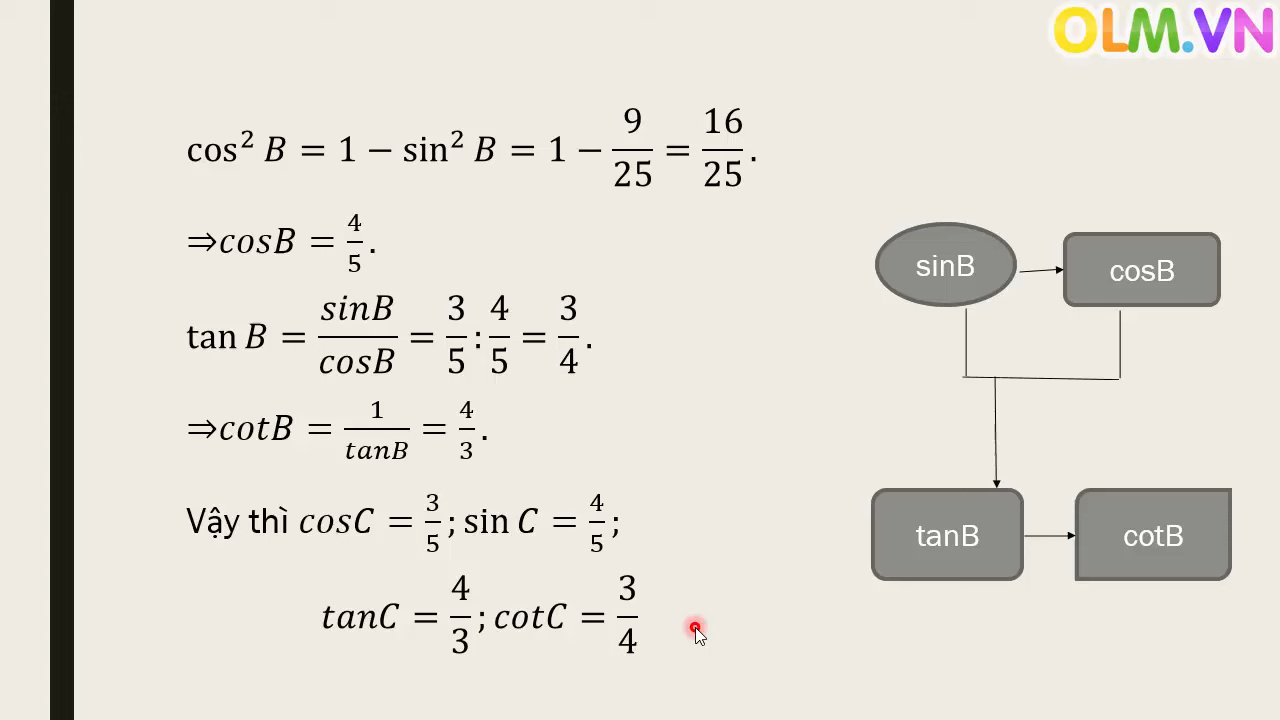 OLM.VN
cos² B = 1 − sin² B = 1 − 9/25 = 16/25.
⇒cosB = 4/5.
tan B = sinB/cosB = 3/5 : 4/5 = 3/4.
⇒cotB = 1/tanB = 4/3.
Vậy thì cosC = 3/5; sin C = 4/5;
tanC = 4/3; cotC = 3/4
sinB
cosB
tanB
cotB